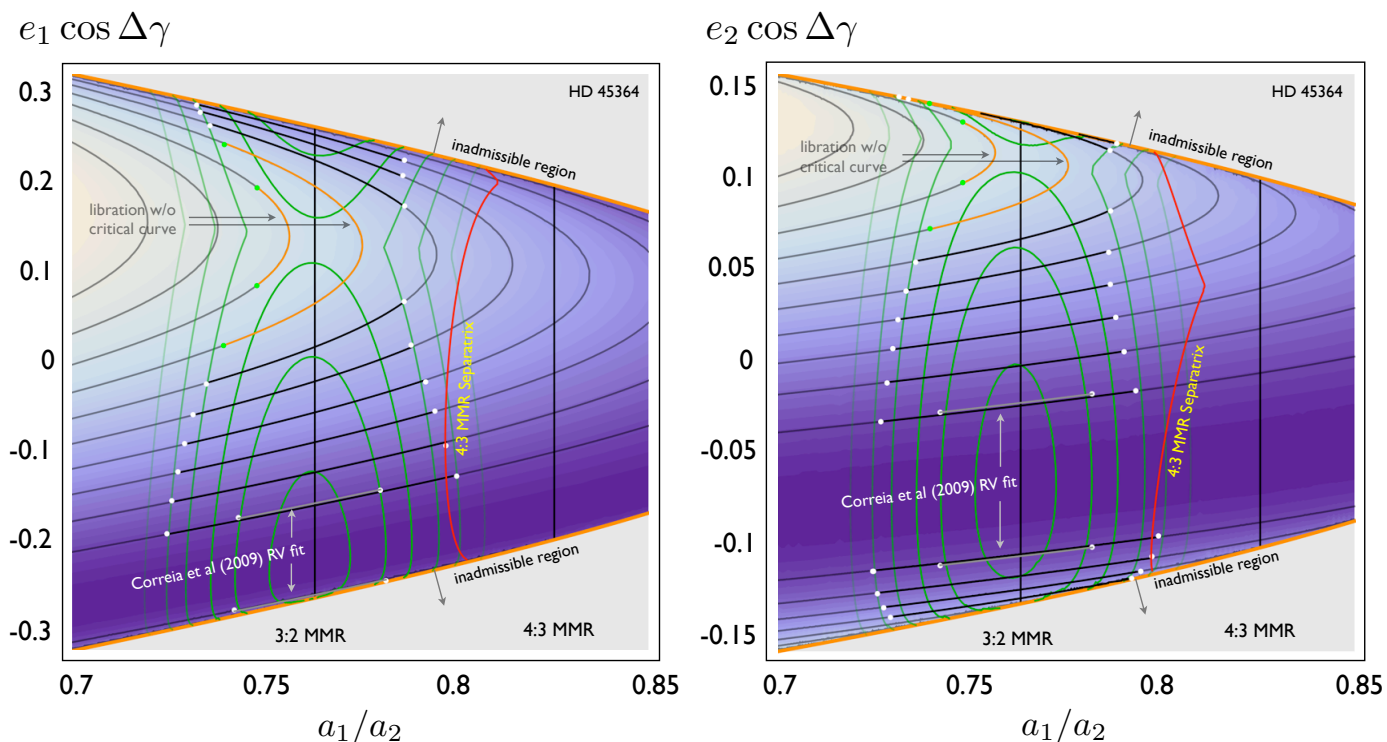 e₁ cos Δγ
0.3
0.2
0.1
0
-0.1
-0.2
-0.3
HD 45364
inadmissible region
libration w/o
critical curve
4:3 MMR Separatrix
Correia et al (2009) RV fit
inadmissible region
3:2 MMR
4:3 MMR
0.7
0.75
0.8
0.85
a₁/a₂
e₂ cos Δγ
0.15
0.1
0.05
0
-0.05
-0.1
-0.15
HD 45364
inadmissible region
libration w/o
critical curve
4:3 MMR Separatrix
Correia et al (2009) RV fit
inadmissible region
3:2 MMR
4:3 MMR
0.7
0.75
0.8
0.85
a₁/a₂